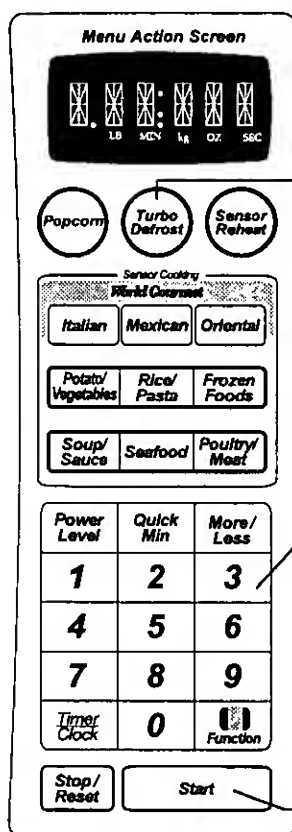 Menu Action Screen
LB MIN kg OZ SEC
Popcorn
Turbo
Defrost
Sensor
Reheat
Sensor Cooking
World Gourmet
Italian Mexican Oriental
Potato/
Vegetables
Rice/
Pasta
Frozen
Foods
Soup/
Sauce
Seafood
Poultry/
Meat
Power
Level
Quick
Min
More/
Less
1 2 3
4 5 6
7 8 9
Timer
Clock
0
Function
Stop/
Reset
Start